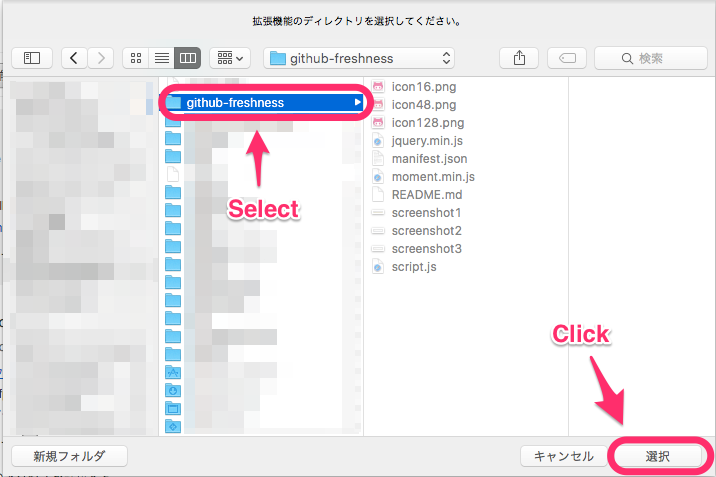 拡張機能のディレクトリを選択してください。
github-freshness
検索
github-freshness
Select
icon16.png
icon48.png
icon128.png
jquery.min.js
manifest.json
moment.min.js
README.md
screenshot1
screenshot2
screenshot3
script.js
Click
新規フォルダ
キャンセル
選択